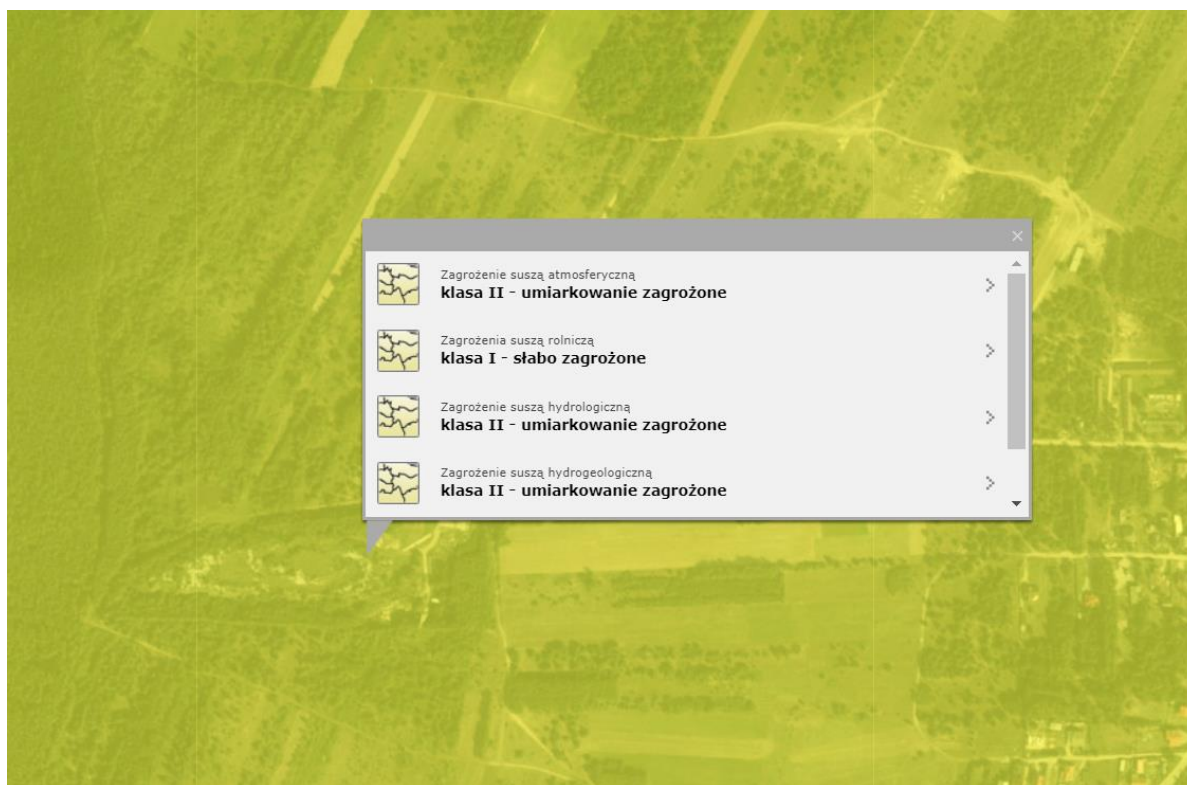 Zagrożenie suszą atmosferyczną
klasa II - umiarkowanie zagrożone
Zagrożenia suszą rolniczą
klasa I - słabo zagrożone
Zagrożenie suszą hydrologiczną
klasa II - umiarkowanie zagrożone
Zagrożenie suszą hydrogeologiczną
klasa II - umiarkowanie zagrożone